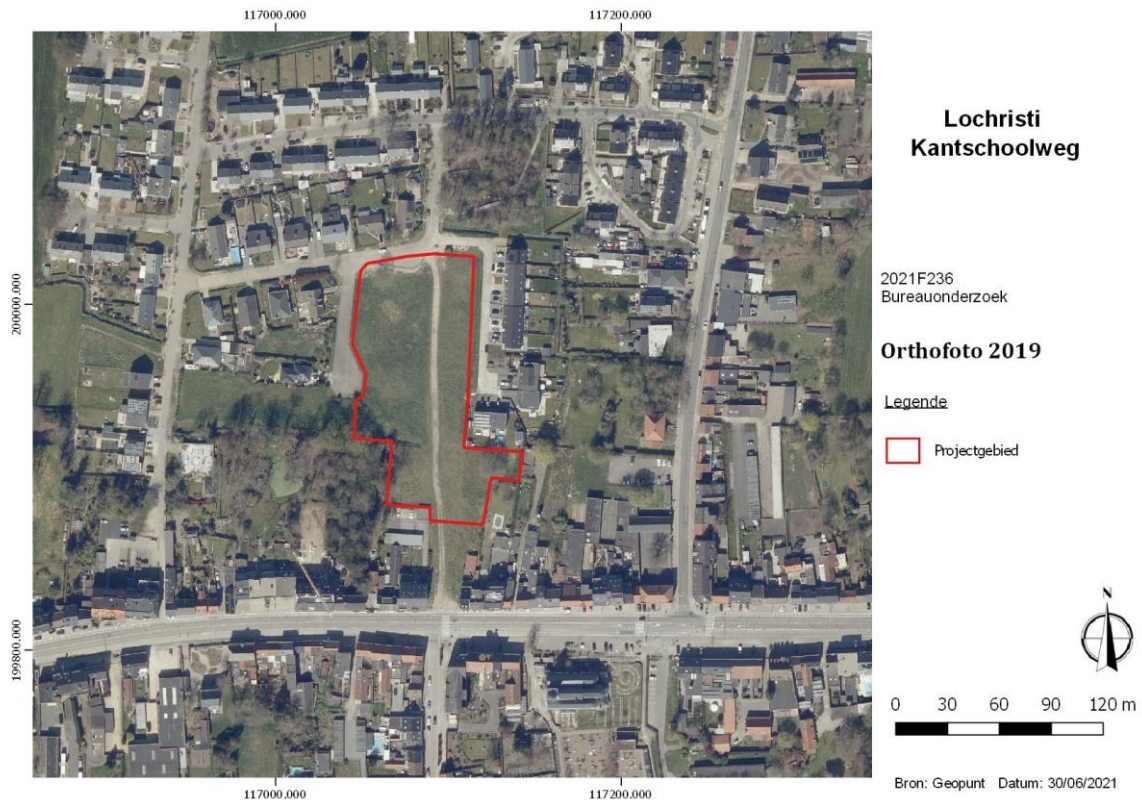 117000.000
117200.000
Lochristi
Kantschoolweg
2021F236
Bureauonderzoek
200000.000
Orthofoto 2019
Legende
Projectgebied
N
199800.000
0 30 60 90 120 m
117000.000
117200.000
Bron: Geopunt Datum: 30/06/2021